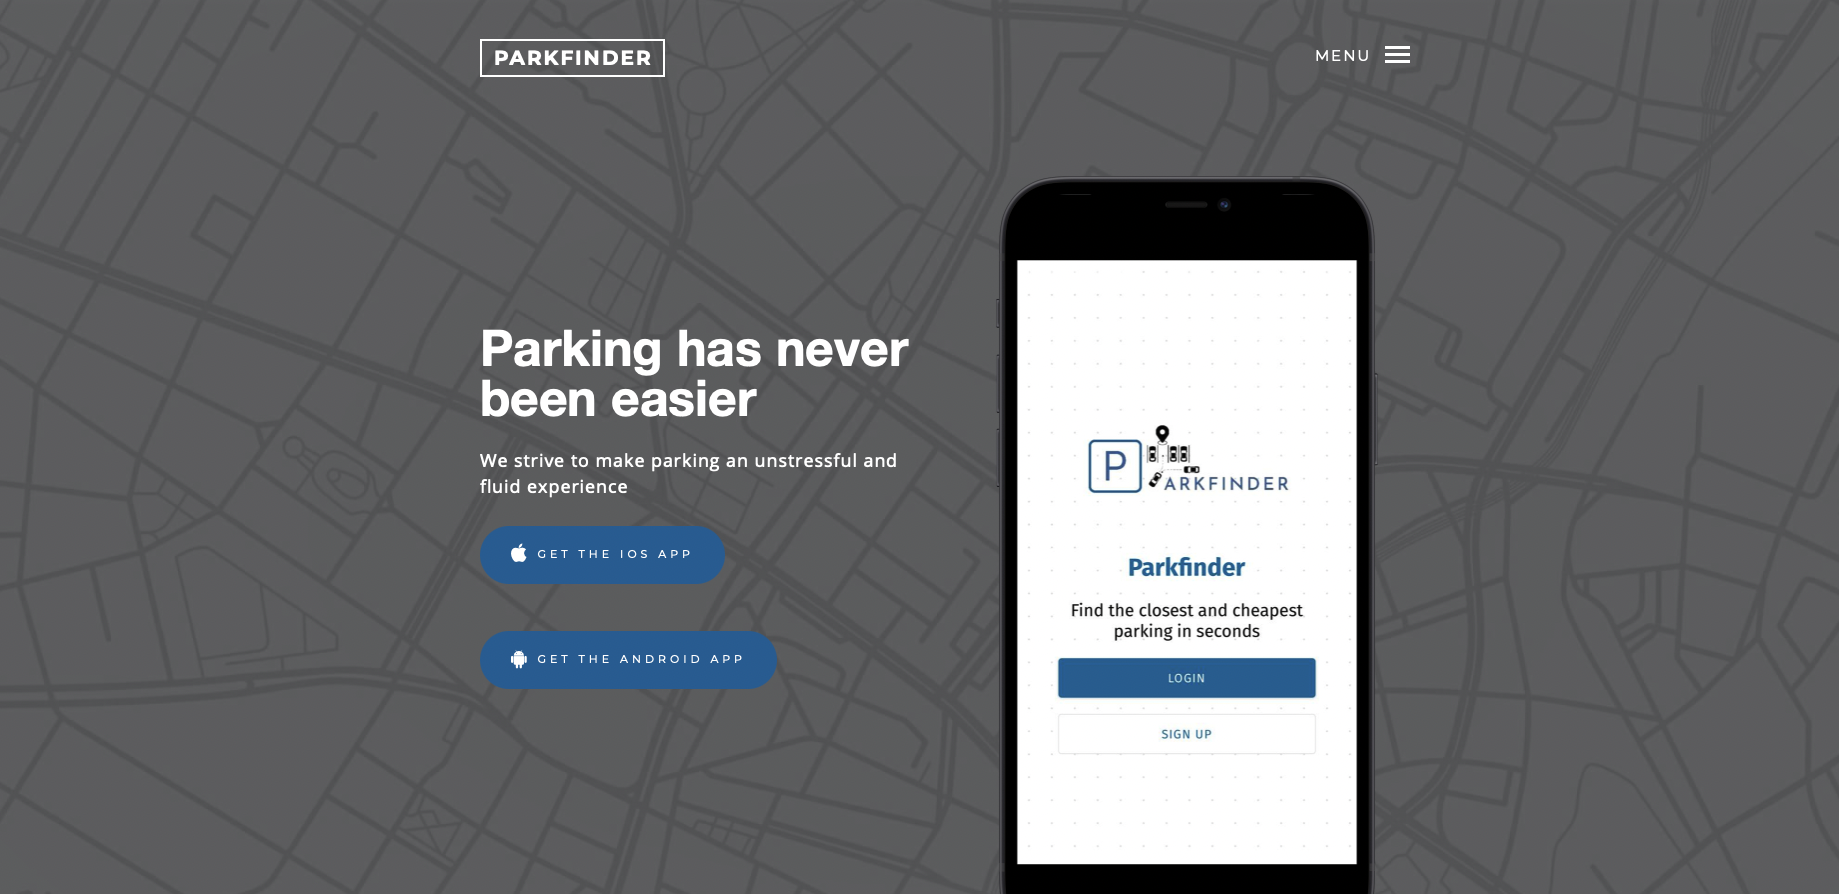 PARKFINDER
MENU
Parking has never
been easier
We strive to make parking an unstressful and
fluid experience
GET THE IOS APP
GET THE ANDROID APP
P ARKFINDER
Parkfinder
Find the closest and cheapest
parking in seconds
LOGIN
SIGN UP